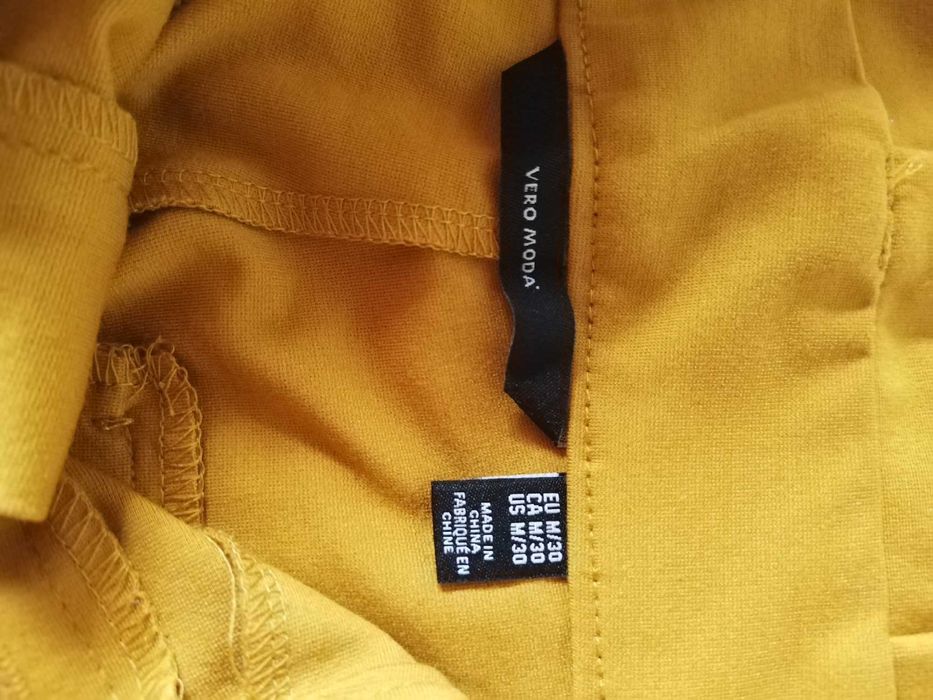 VERO MODA
EU M/30
CA M/30
US M/30
MADE IN
CHINA
FABRIQUÉ EN
CHINE